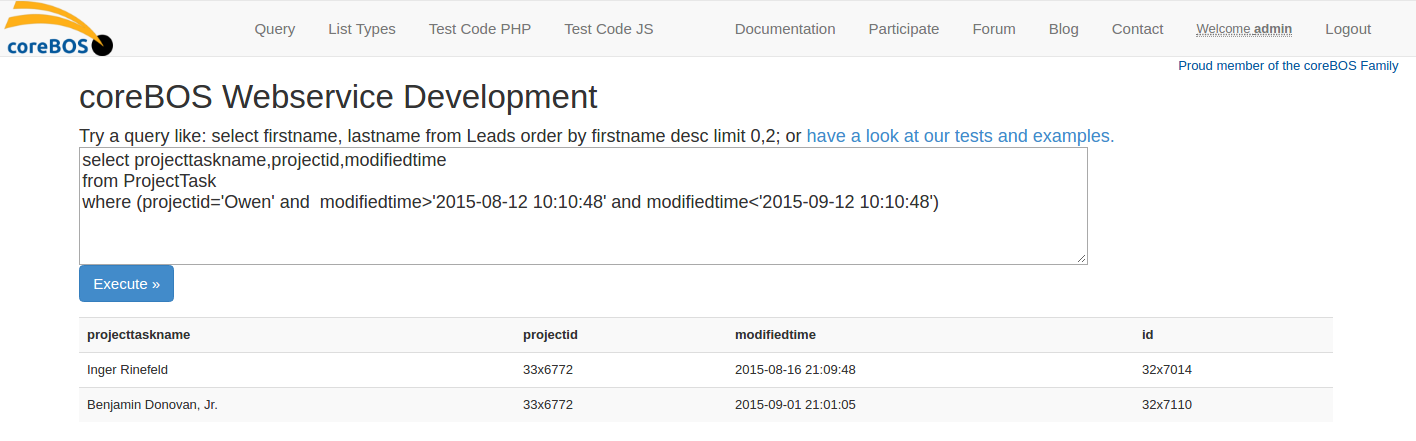 coreBOS
Query List Types Test Code PHP Test Code JS Documentation Participate Forum Blog Contact Welcome admin Logout
Proud member of the coreBOS Family
coreBOS Webservice Development
Try a query like: select firstname, lastname from Leads order by firstname desc limit 0,2; or have a look at our tests and examples.
select projecttaskname,projectid,modifiedtime
from ProjectTask
where (projectid='Owen' and  modifiedtime>'2015-08-12 10:10:48' and modifiedtime<'2015-09-12 10:10:48')
Execute »
projecttaskname projectid modifiedtime id
Inger Rinefeld 33x6772 2015-08-16 21:09:48 32x7014
Benjamin Donovan, Jr. 33x6772 2015-09-01 21:01:05 32x7110